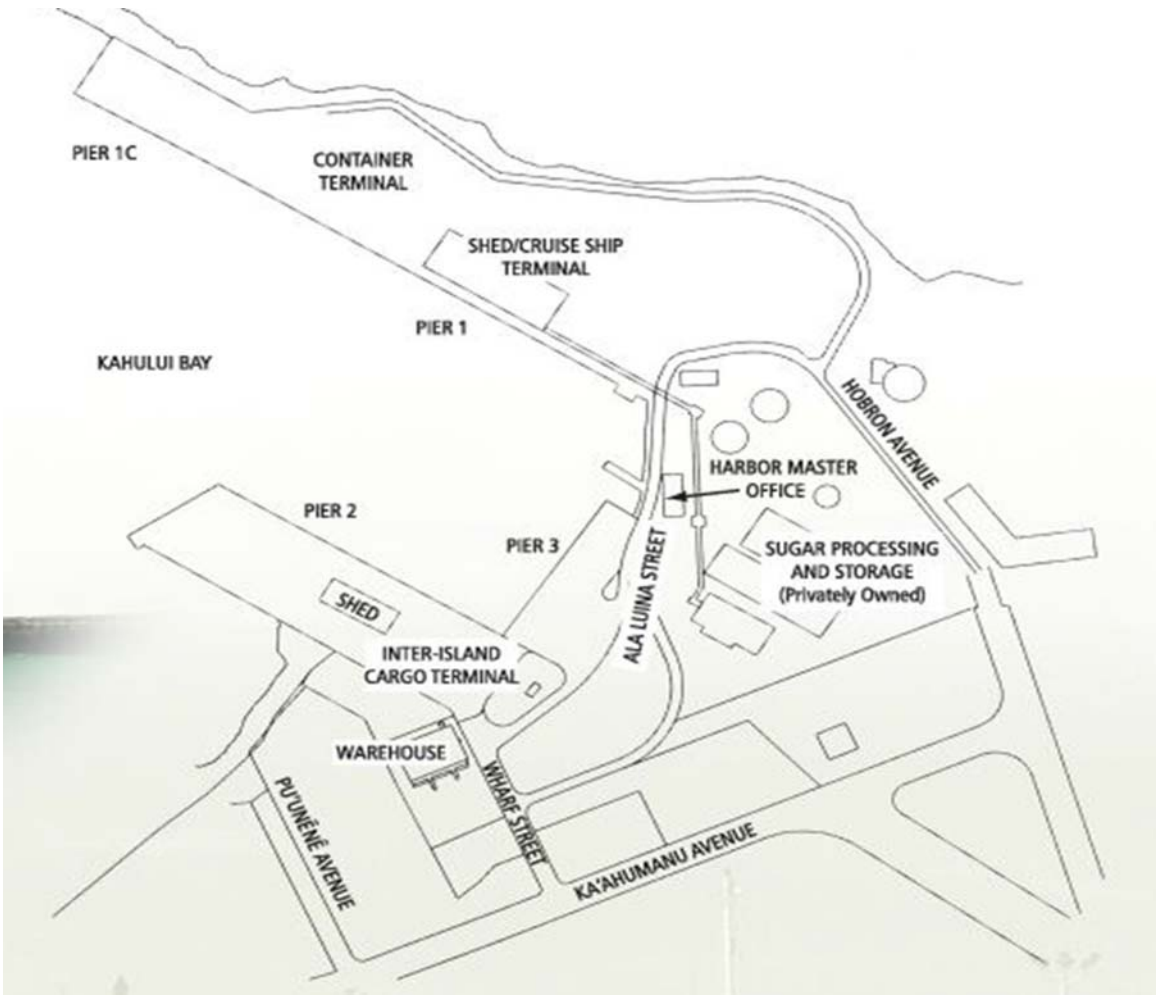 PIER 1C
CONTAINER
TERMINAL
SHED/CRUISE SHIP
TERMINAL
PIER 1
KAHULUI BAY
HOBRON AVENUE
HARBOR MASTER
OFFICE
PIER 2
PIER 3
SUGAR PROCESSING
AND STORAGE
(Privately Owned)
ALA LUINA STREET
SHED
INTER-ISLAND
CARGO TERMINAL
WAREHOUSE
WHARF STREET
PU'UNĒNĒ AVENUE
KA'AHUMANU AVENUE